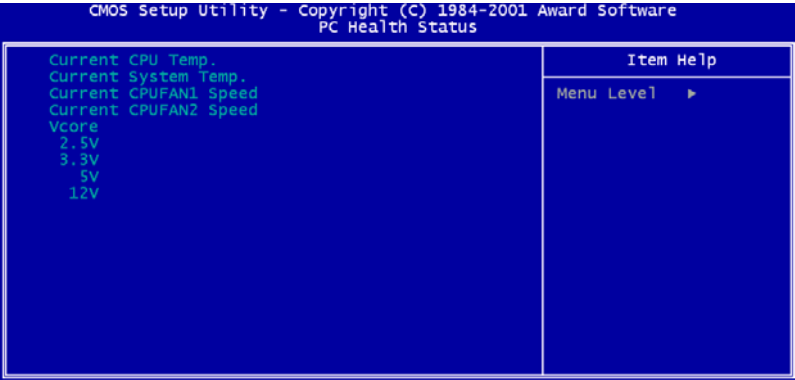 CMOS Setup Utility - Copyright (C) 1984-2001 Award Software
PC Health Status
Current CPU Temp.
Current System Temp.
Current CPUFAN1 Speed
Current CPUFAN2 Speed
Vcore
2.5V
3.3V
5V
12V
Item Help
Menu Level ►